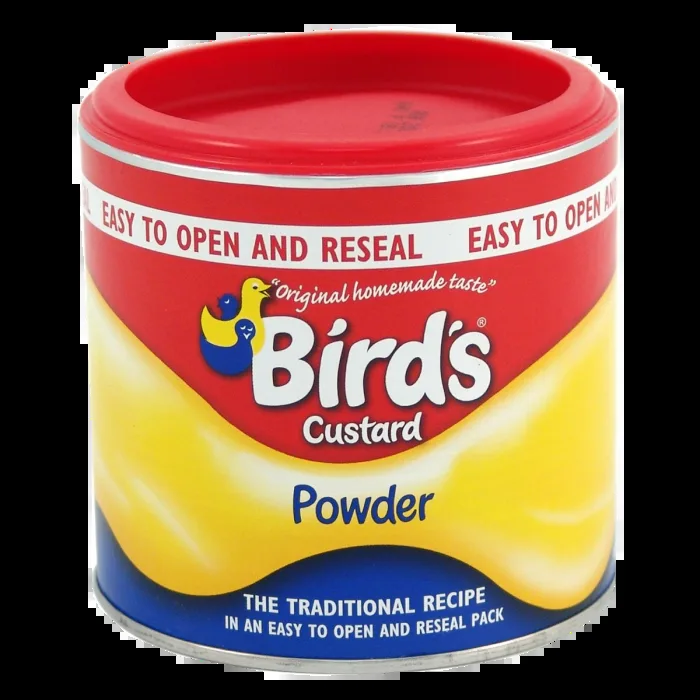 EASY TO OPEN AND RESEAL EASY TO OPEN
"Original homemade taste"
Bird's®
Custard
Powder
THE TRADITIONAL RECIPE
IN AN EASY TO OPEN AND RESEAL PACK